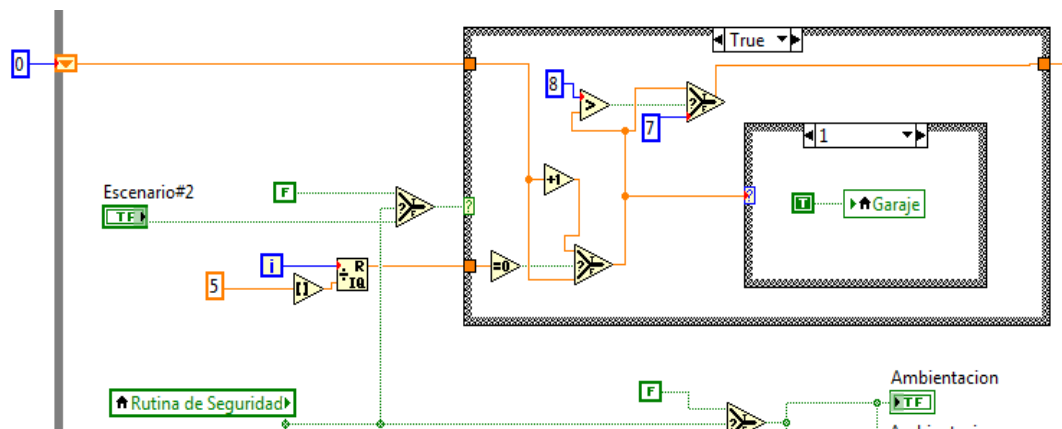 True
0
8
>
?
T
F
7
1
+1
Escenario#2
F
TF
?
T
F
?
?
T
Garaje
i
R
÷
IQ
=0
?
T
F
5
[ ]
Ambientacion
Rutina de Seguridad
F
TF
?
T
F